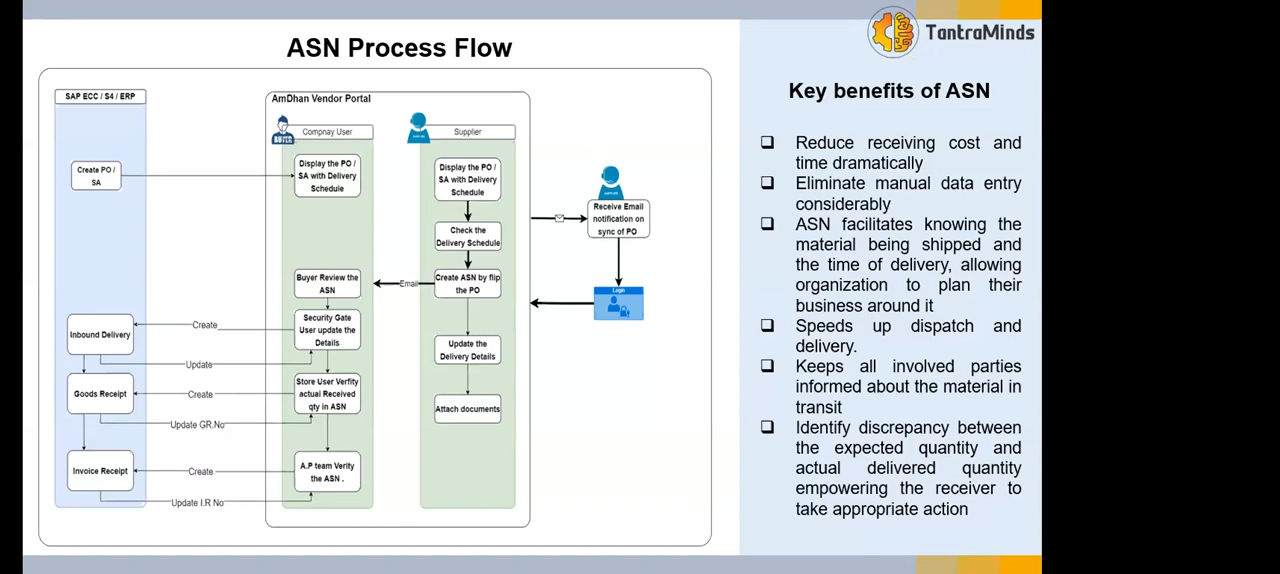 TantraMinds
ASN Process Flow
SAP ECC / S4 / ERP
Create PO /
SA
Inbound Delivery
Goods Receipt
Invoice Receipt
AmDhan Vendor Portal
BUYER
Compnay User
Display the PO /
SA with Delivery
Schedule
Buyer Review the
ASN
Security Gate
User update the
Details
Store User Verfity
actual Received
qty in ASN
A.P team Verity
the ASN .
Create
Update
Create
Update GR.No
Create
Update I.R No
Supplier
Display the PO /
SA with Delivery
Schedule
Check the
Delivery Schedule
Create ASN by flip
the PO
Email
Update the
Delivery Details
Attach documents
Receive Email
notification on
sync of PO
Login
Key benefits of ASN
Reduce receiving cost and
time dramatically
Eliminate manual data entry
considerably
ASN facilitates knowing the
material being shipped and
the time of delivery, allowing
organization to plan their
business around it
Speeds up dispatch and
delivery.
Keeps all involved parties
informed about the material in
transit
Identify discrepancy between
the expected quantity and
actual delivered quantity
empowering the receiver to
take appropriate action